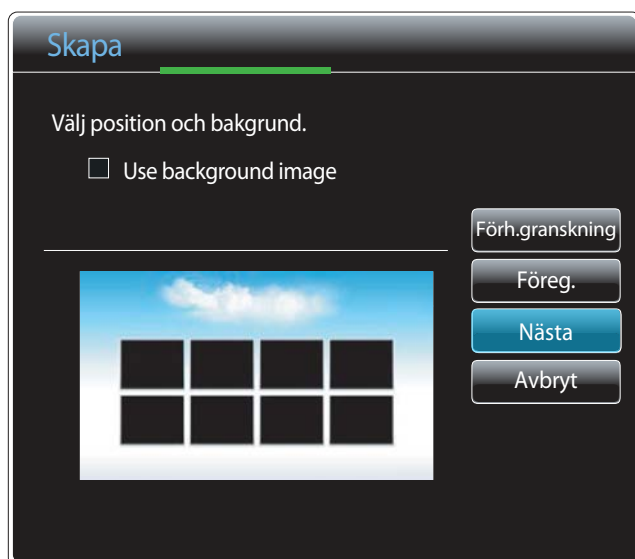 Skapa
Välj position och bakgrund.
Use background image
Förh.granskning
Föreg.
Nästa
Avbryt